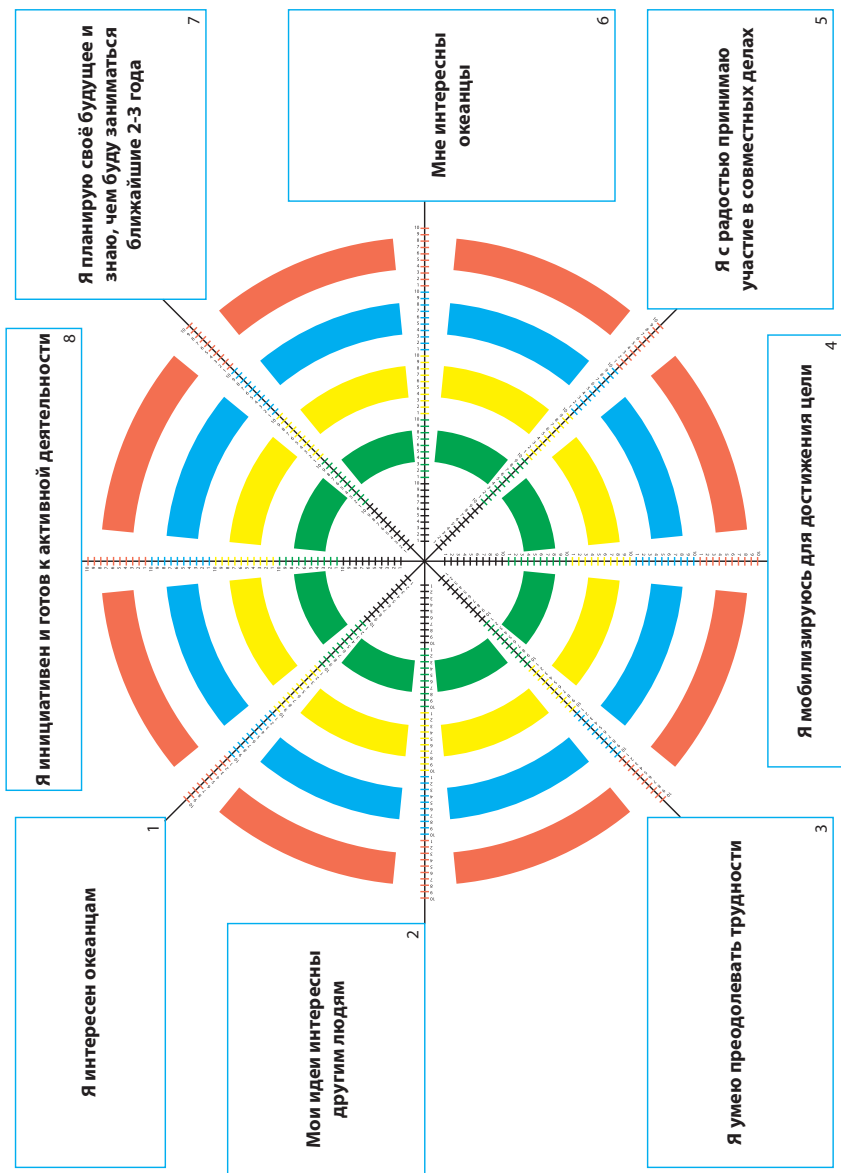 1
Я интересен океанцам
2
Мои идеи интересны
другим людям
3
Я умею преодолевать трудности
4
Я мобилизируюсь для достижения цели
5
Я с радостью принимаю
участие в совместных делах
6
Мне интересны
океанцы
7
Я планирую своё будущее и
знаю, чем буду заниматься
ближайшие 2-3 года
8
Я инициативен и готов к активной деятельности